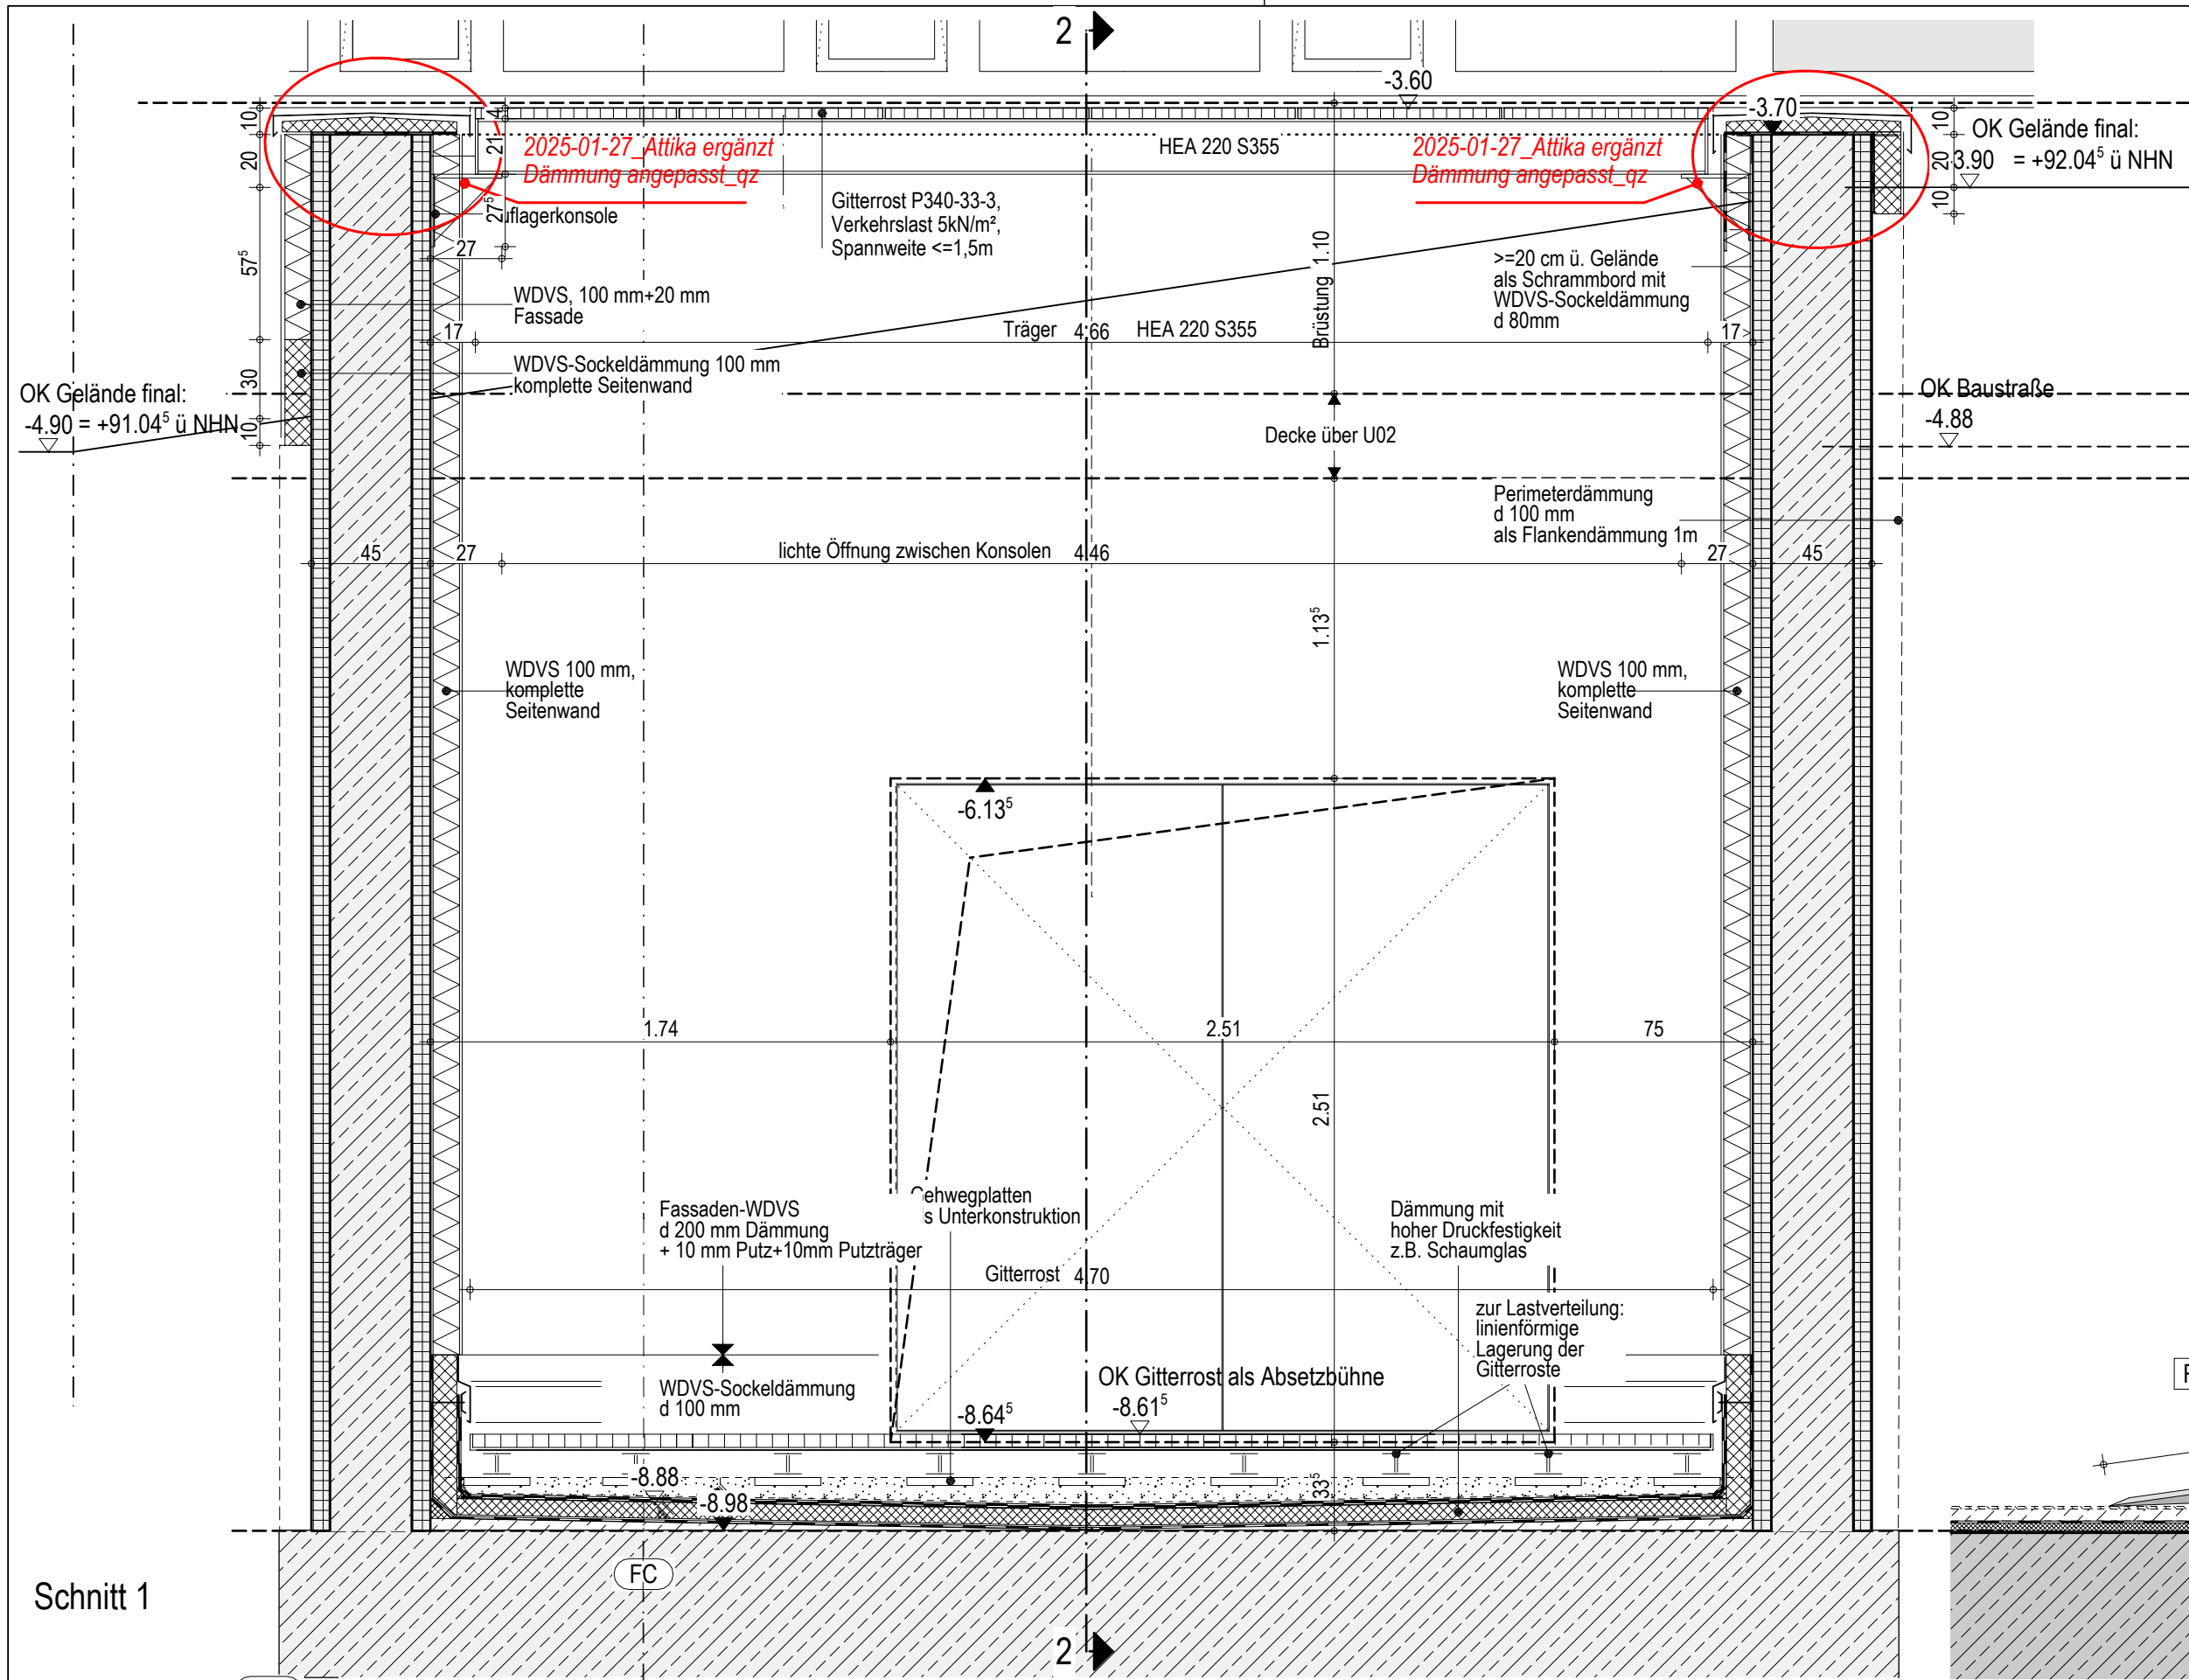 2
-3.60
-3.70
10
4
10
OK Gelände final:
3.90 = +92.04⁵ ü NHN
20
21
2025-01-27_Attika ergänzt
Dämmung angepasst_qz
HEA 220 S355
2025-01-27_Attika ergänzt
Dämmung angepasst_qz
20
10
27⁵
uflagerkonsole
Gitterrost P340-33-3,
Verkehrslast 5kN/m²,
Spannweite <=1,5m
27
57⁵
Brüstung 1.10
>=20 cm ü. Gelände
als Schrammbord mit
WDVS-Sockeldämmung
d 80mm
WDVS, 100 mm+20 mm
Fassade
17
Träger 4.66 HEA 220 S355
17
WDVS-Sockeldämmung 100 mm
komplette Seitenwand
30
10
OK Gelände final:
-4.90 = +91.04⁵ ü NHN
OK Baustraße
-4.88
Decke über U02
Perimeterdämmung
d 100 mm
als Flankendämmung 1m
45
27
lichte Öffnung zwischen Konsolen 4.46
27
45
1.13⁵
WDVS 100 mm,
komplette
Seitenwand
WDVS 100 mm,
komplette
Seitenwand
-6.13⁵
1.74
2.51
75
2.51
Fassaden-WDVS
d 200 mm Dämmung
+ 10 mm Putz+10mm Putzträger
Gehwegplatten
s Unterkonstruktion
Dämmung mit
hoher Druckfestigkeit
z.B. Schaumglas
Gitterrost 4.70
zur Lastverteilung:
linienförmige
Lagerung der
Gitterroste
WDVS-Sockeldämmung
d 100 mm
OK Gitterrost als Absetzbühne
-8.64⁵
-8.61⁵
-8.88
-8.98
33⁵
FC
Schnitt 1
2